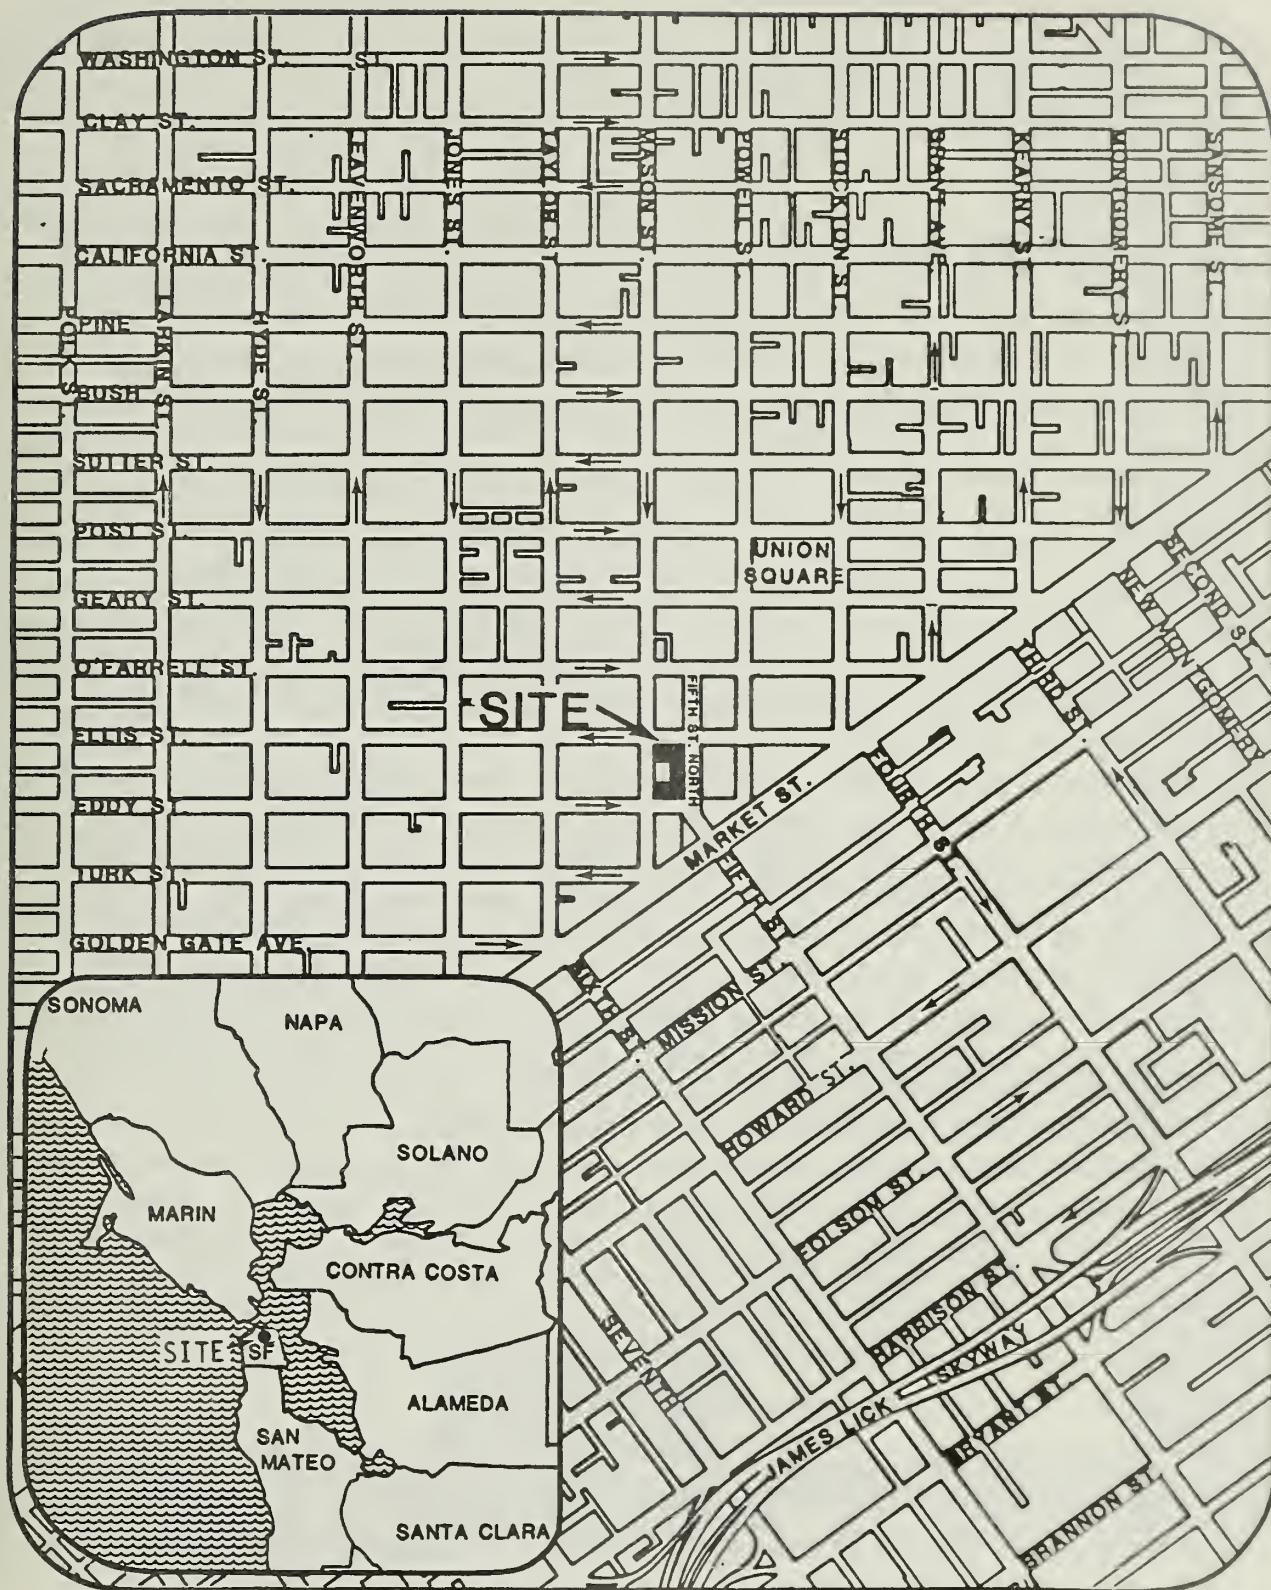 WASHINGTON ST.
ST
CLAY ST.
SACRAMENTO ST.
CALIFORNIA ST.
PINE
BUSH
SUTTER ST.
POST ST.
GEARY ST.
O'FARRELL ST.
ELLIS ST.
EDDY ST.
TURK ST.
GOLDEN GATE AVE.
POLK ST.
LARKIN ST.
HYDE ST.
LEAVENWORTH ST.
JONES ST.
TAYLOR ST
MASON ST.
POWELL S
STOCKTON ST.
GRANT AVE
KEARNY S
MONTGOMERY ST
SANSOME ST.
UNION
SQUARE
SITE
FIFTH ST. NORTH
MARKET ST.
SECOND S
NEW MONTGOMERY
THIRD ST.
FOURTH S
FIFTH ST
SIXTH ST.
MISSION ST.
HOWARD ST.
FOLSOM ST.
HARRISON ST.
SEVENTH
JAMES LICK SKYWAY
BRYANT ST.
BRANNON ST.
SONOMA
NAPA
SOLANO
MARIN
CONTRA COSTA
SITE
SF
ALAMEDA
SAN
MATEO
SANTA CLARA